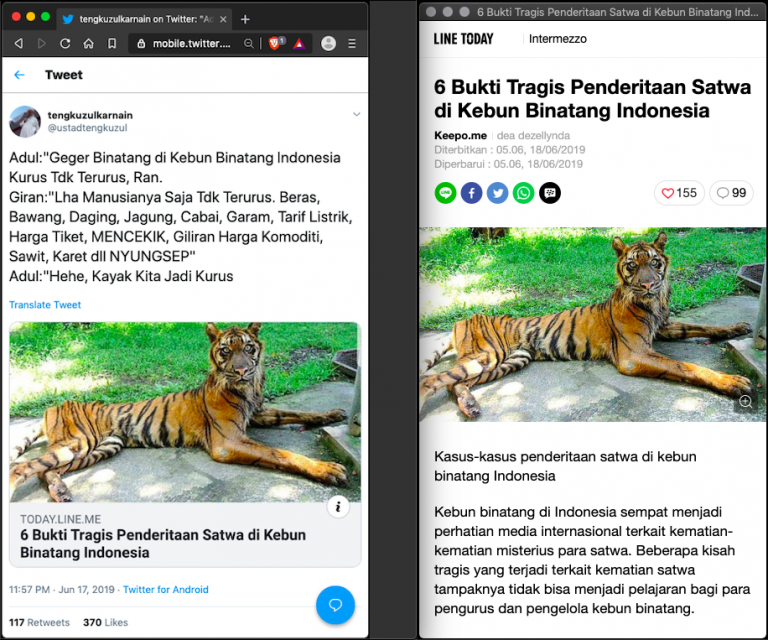 tengkuzulkarnain on Twitter: "Ad
mobile.twitter....
1
Tweet
tengkuzulkarnain
@ustadtengkuzul
Adul:"Geger Binatang di Kebun Binatang Indonesia
Kurus Tdk Terurus, Ran.
Giran:"Lha Manusianya Saja Tdk Terurus. Beras,
Bawang, Daging, Jagung, Cabai, Garam, Tarif Listrik,
Harga Tiket, MENCEKIK, Giliran Harga Komoditi,
Sawit, Karet dll NYUNGSEP"
Adul:"Hehe, Kayak Kita Jadi Kurus
Translate Tweet
TODAY.LINE.ME
6 Bukti Tragis Penderitaan Satwa di Kebun
Binatang Indonesia
11:57 PM · Jun 17, 2019 · Twitter for Android
117 Retweets 370 Likes
6 Bukti Tragis Penderitaan Satwa di Kebun Binatang Ind...
LINE TODAY
Intermezzo
6 Bukti Tragis Penderitaan Satwa
di Kebun Binatang Indonesia
Keepo.me dea dezellynda
Diterbitkan : 05.06, 18/06/2019
Diperbarui : 05.06, 18/06/2019
LINE
155
99
Kasus-kasus penderitaan satwa di kebun
binatang Indonesia
Kebun binatang di Indonesia sempat menjadi
perhatian media internasional terkait kematian-
kematian misterius para satwa. Beberapa kisah
tragis yang terjadi terkait kematian satwa
tampaknya tidak bisa menjadi pelajaran bagi para
pengurus dan pengelola kebun binatang.